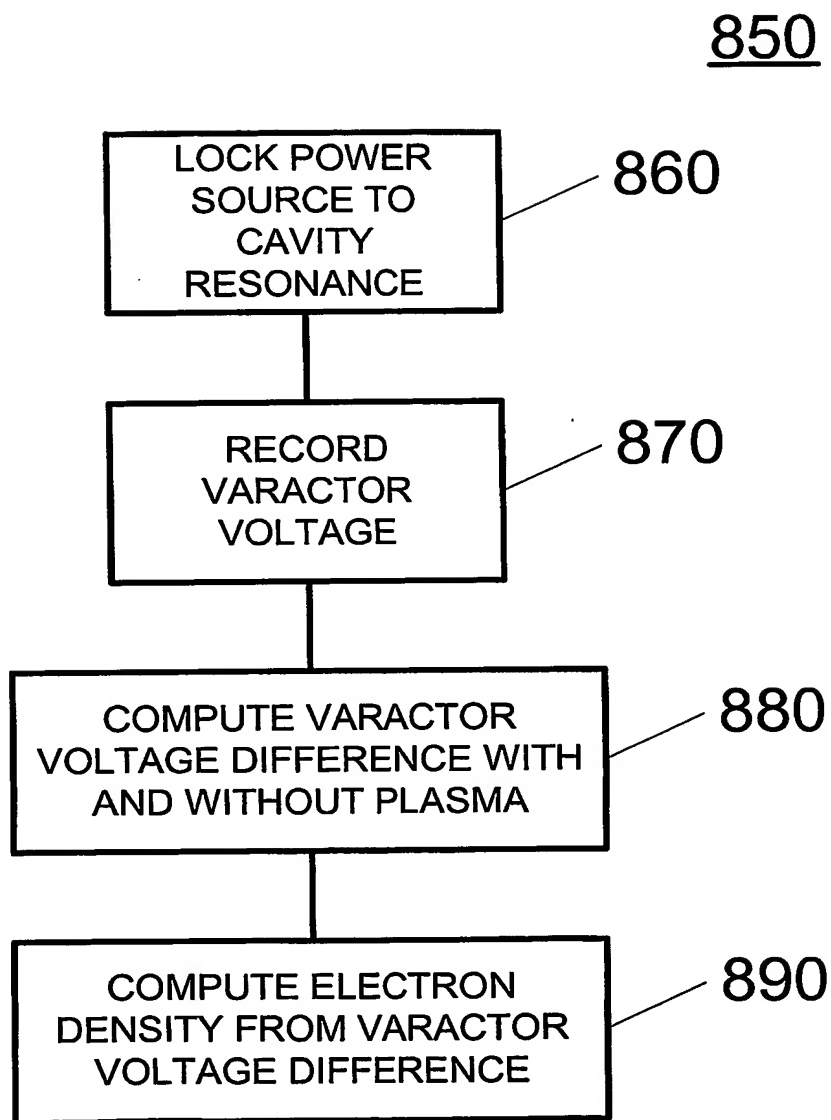 850
LOCK POWER
SOURCE TO
CAVITY
RESONANCE
860
RECORD
VARACTOR
VOLTAGE
870
COMPUTE VARACTOR
VOLTAGE DIFFERENCE WITH
AND WITHOUT PLASMA
880
COMPUTE ELECTRON
DENSITY FROM VARACTOR
VOLTAGE DIFFERENCE
890